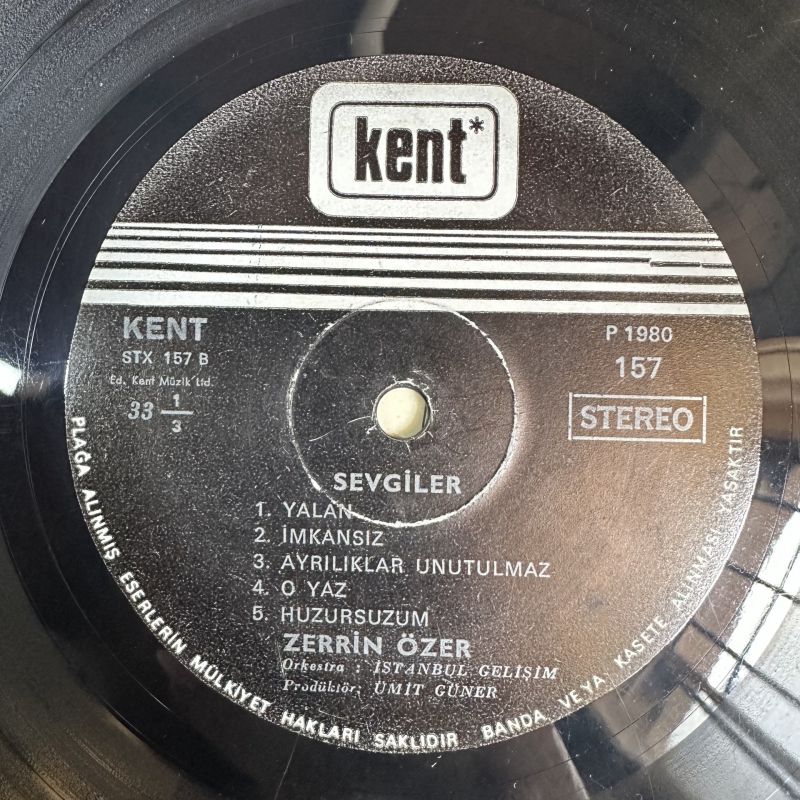 kent*
KENT
STX 157 B
Ed. Kent Müzik Ltd.
33 1/3
P 1980
157
STEREO
SEVGİLER
1. YALAN
2. İMKANSIZ
3. AYRILIKLAR UNUTULMAZ
4. O YAZ
5. HUZURSUZUM
ZERRİN ÖZER
Orkestra : İSTANBUL GELİŞİM
Prodüktör: ÜMİT GÜNER
PLAĞA ALINMIŞ ESERLERİN MÜLKİYET HAKLARI SAKLIDIR BANDA VEYA KASETE ALINMASI YASAKTIR